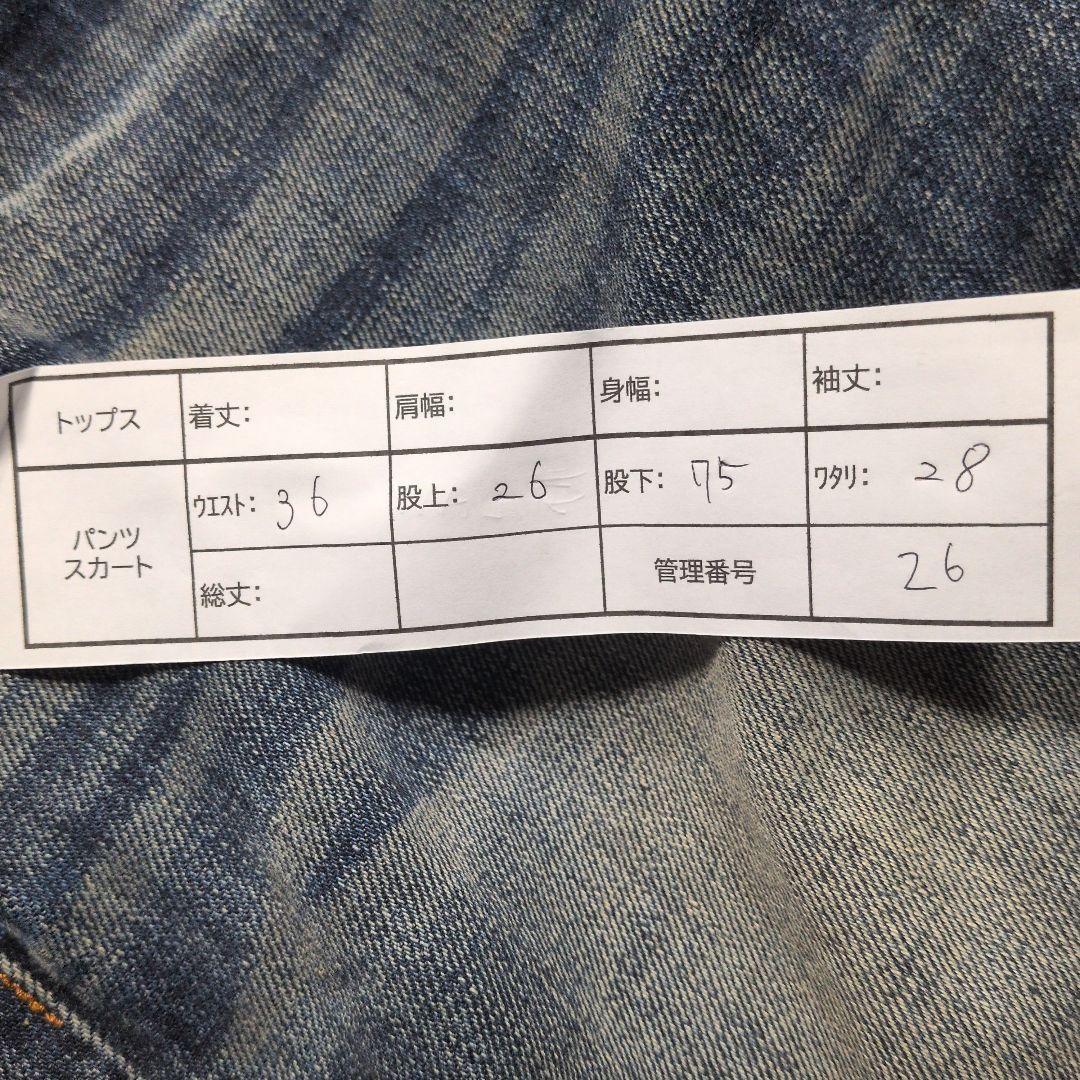 トップス 着丈: 肩幅: 身幅: 袖丈:
パンツ
スカート
ウエスト: 36 股上: 26 股下: 75 ワタリ: 28
総丈: 管理番号 26